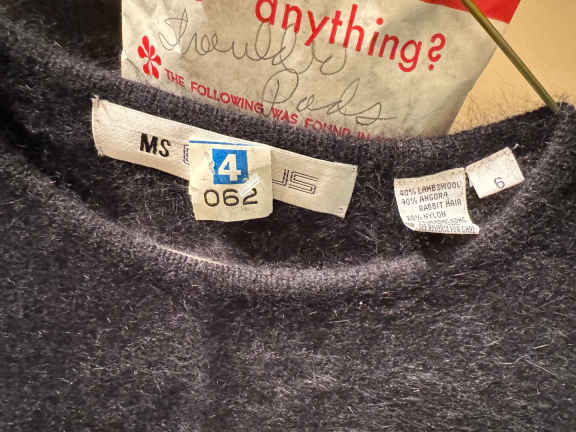 anything?
Shoulder
Pads
THE FOLLOWING WAS FOUND IN
MS
4
062
6
40% LAMBSWOOL
40% ANGORA
RABBIT HAIR
20% NYLON